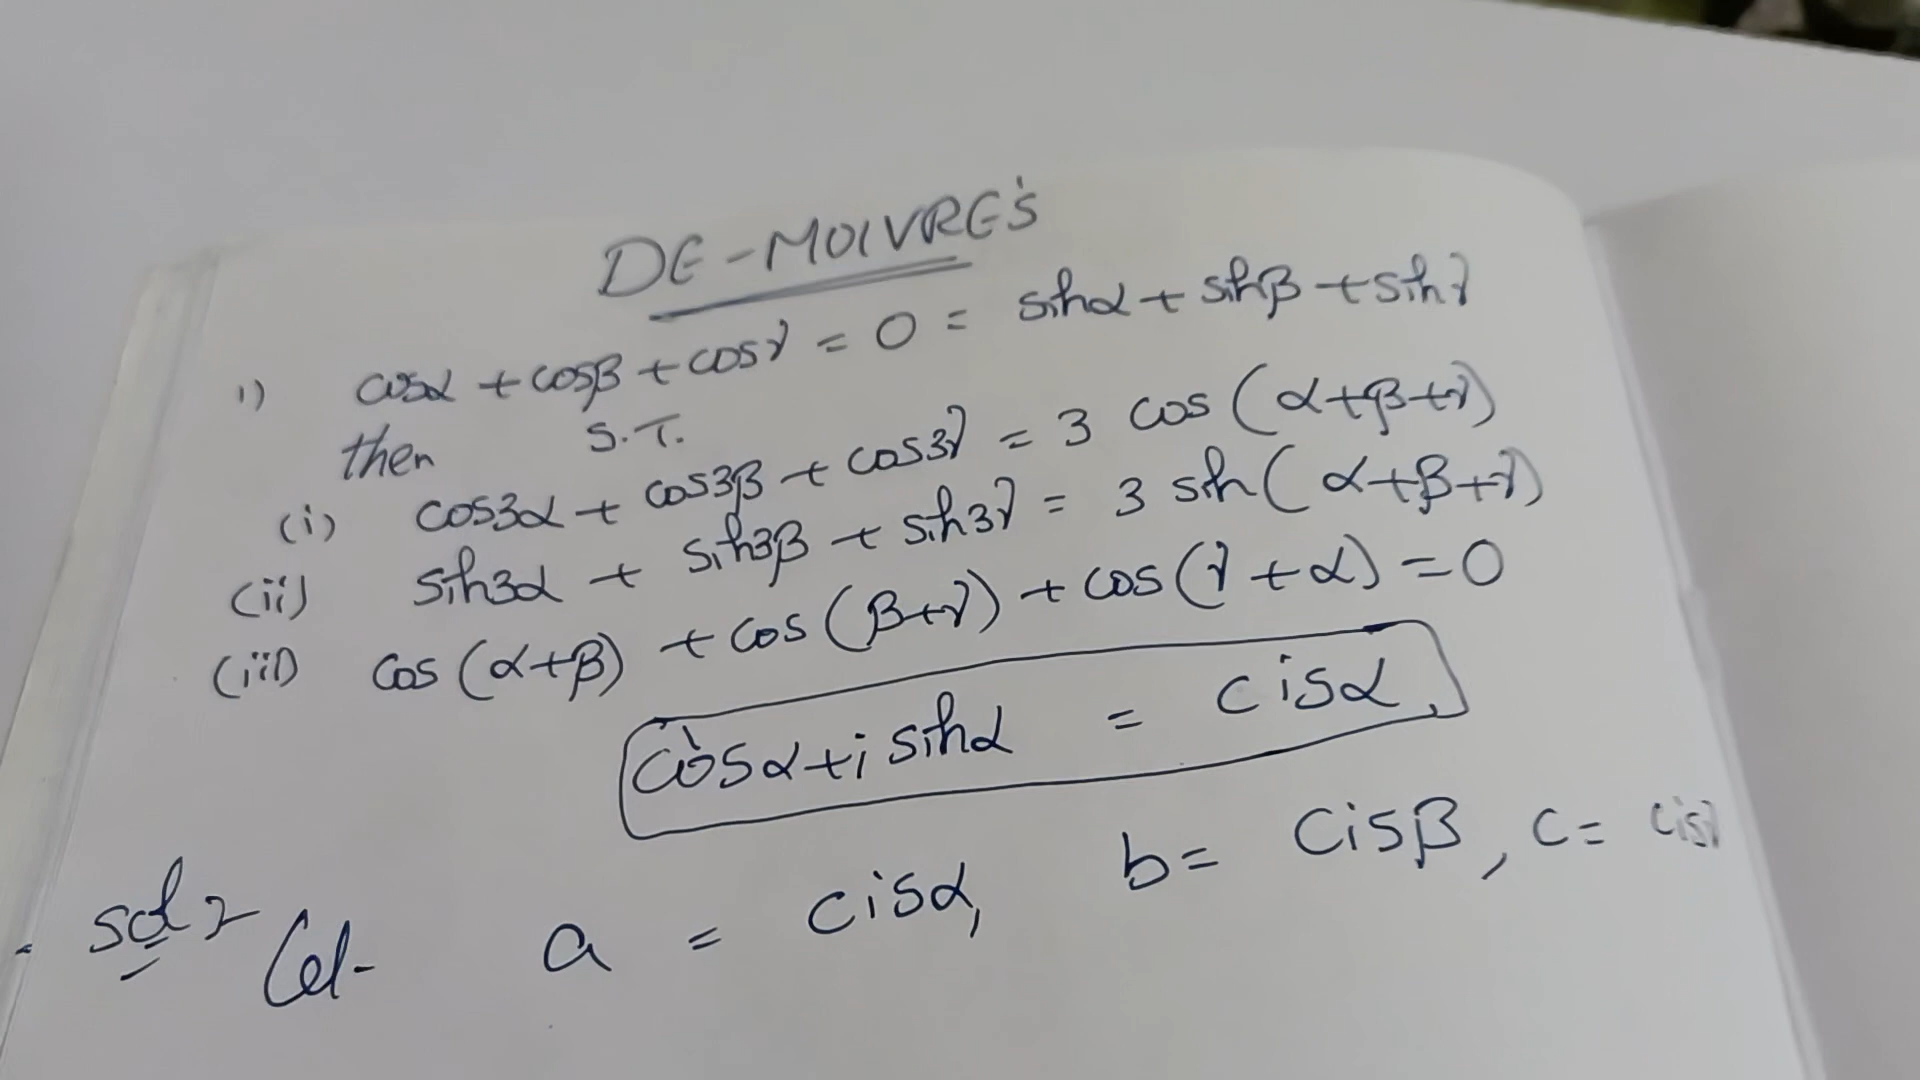 DE-MOIVRE'S
1) cosα + cosβ + cosγ = 0 = sinα + sinβ + sinγ
then S.T.
(i) cos3α + cos3β + cos3γ = 3 cos (α+β+γ)
(ii) sin3α + sin3β + sin3γ = 3 sin (α+β+γ)
(iii) cos (α+β) + cos (β+γ) + cos (γ+α) = 0
cosα + i sinα = cisα
sol Let a = cisα, b = cisβ, c = cisγ